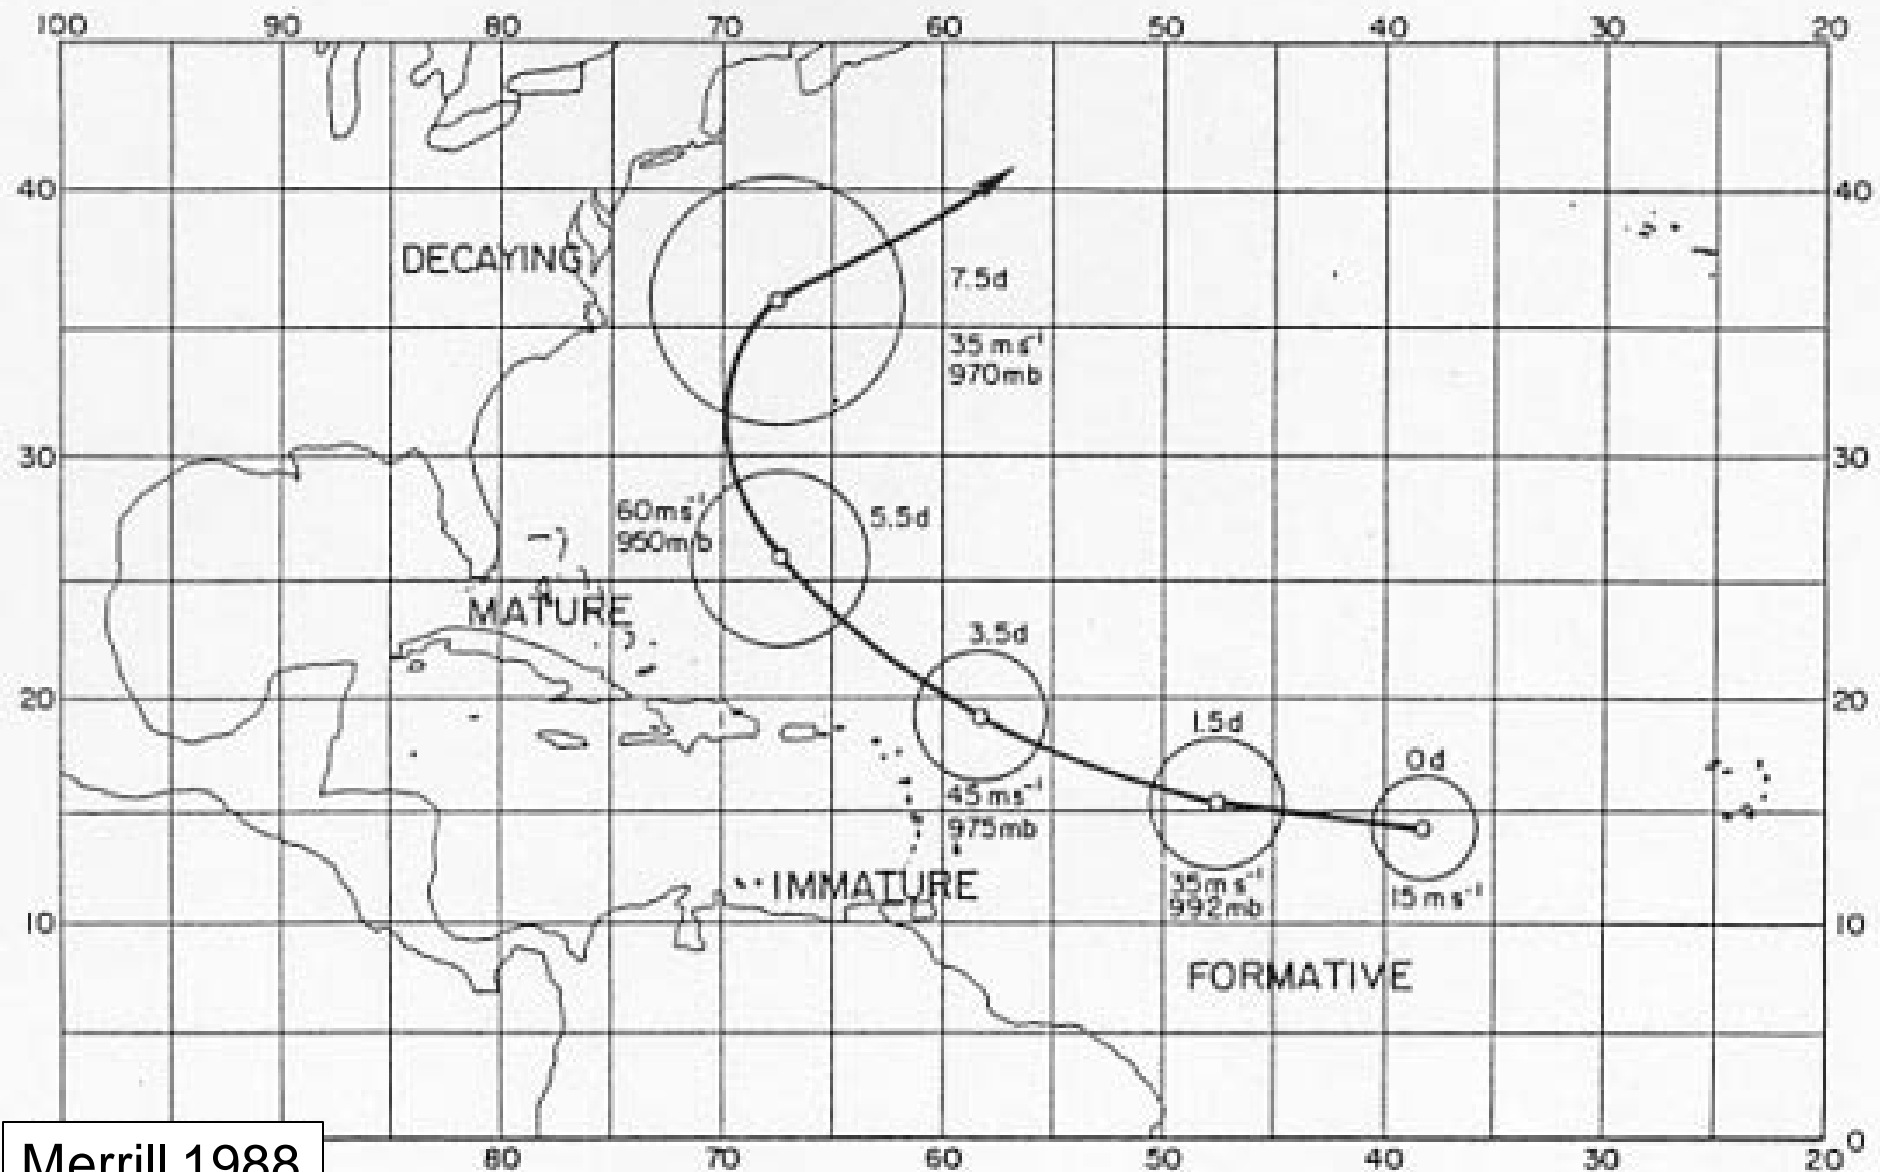 100 90 80 70 60 50 40 30 20
40 40
DECAYING
7.5d
35 ms⁻¹
970mb
30 30
60ms⁻¹
950mb
5.5d
MATURE
3.5d
20 20
1.5d
0d
45 ms⁻¹
975mb
IMMATURE
35ms⁻¹
992mb
15 ms⁻¹
10 10
FORMATIVE
0
Merrill 1988
80 70 60 50 40 30 20